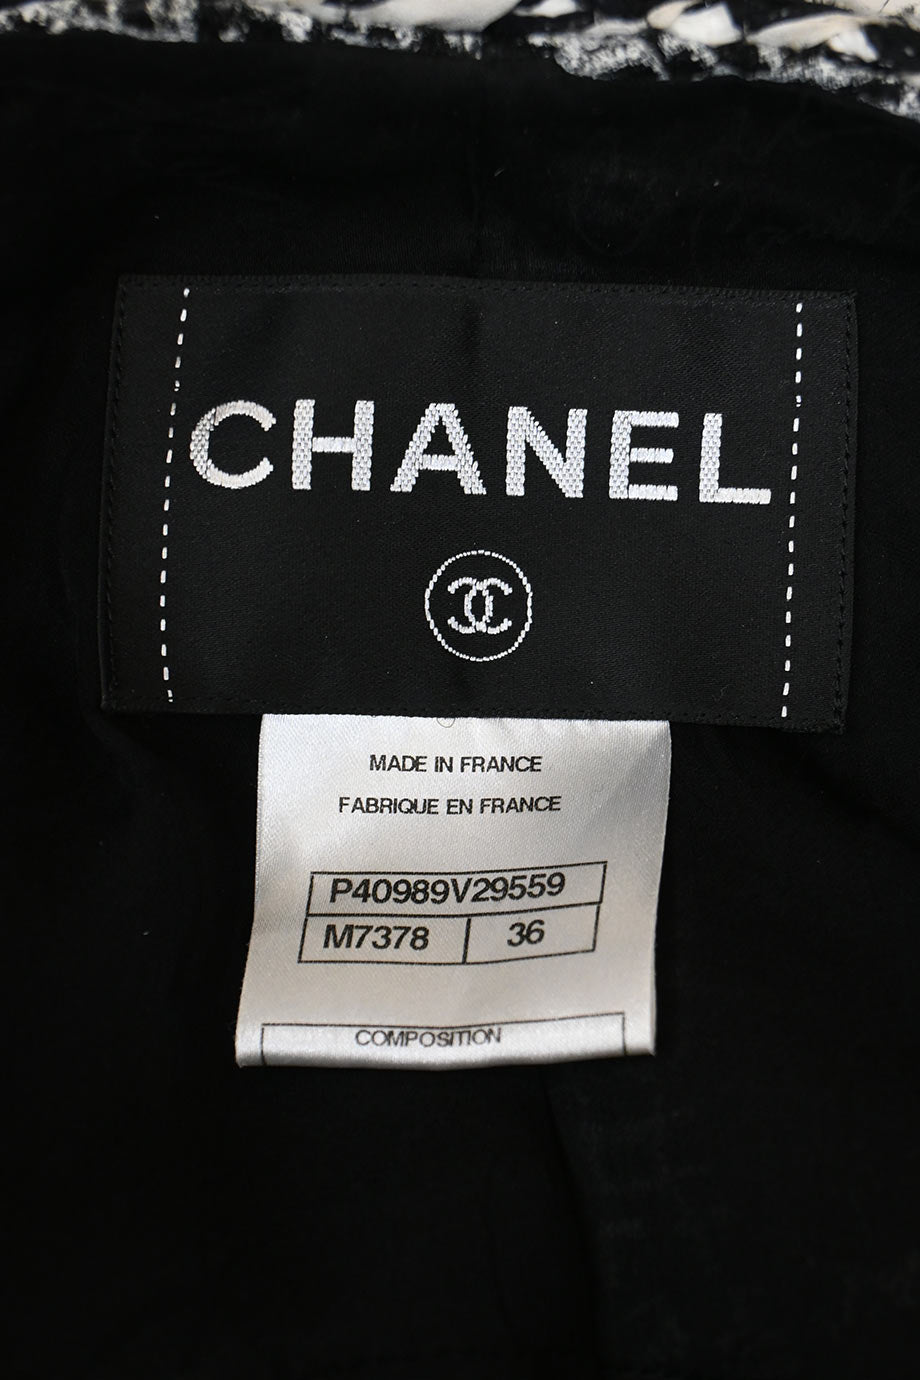 CHANEL
MADE IN FRANCE
FABRIQUE EN FRANCE
P40989V29559
M7378 36
COMPOSITION